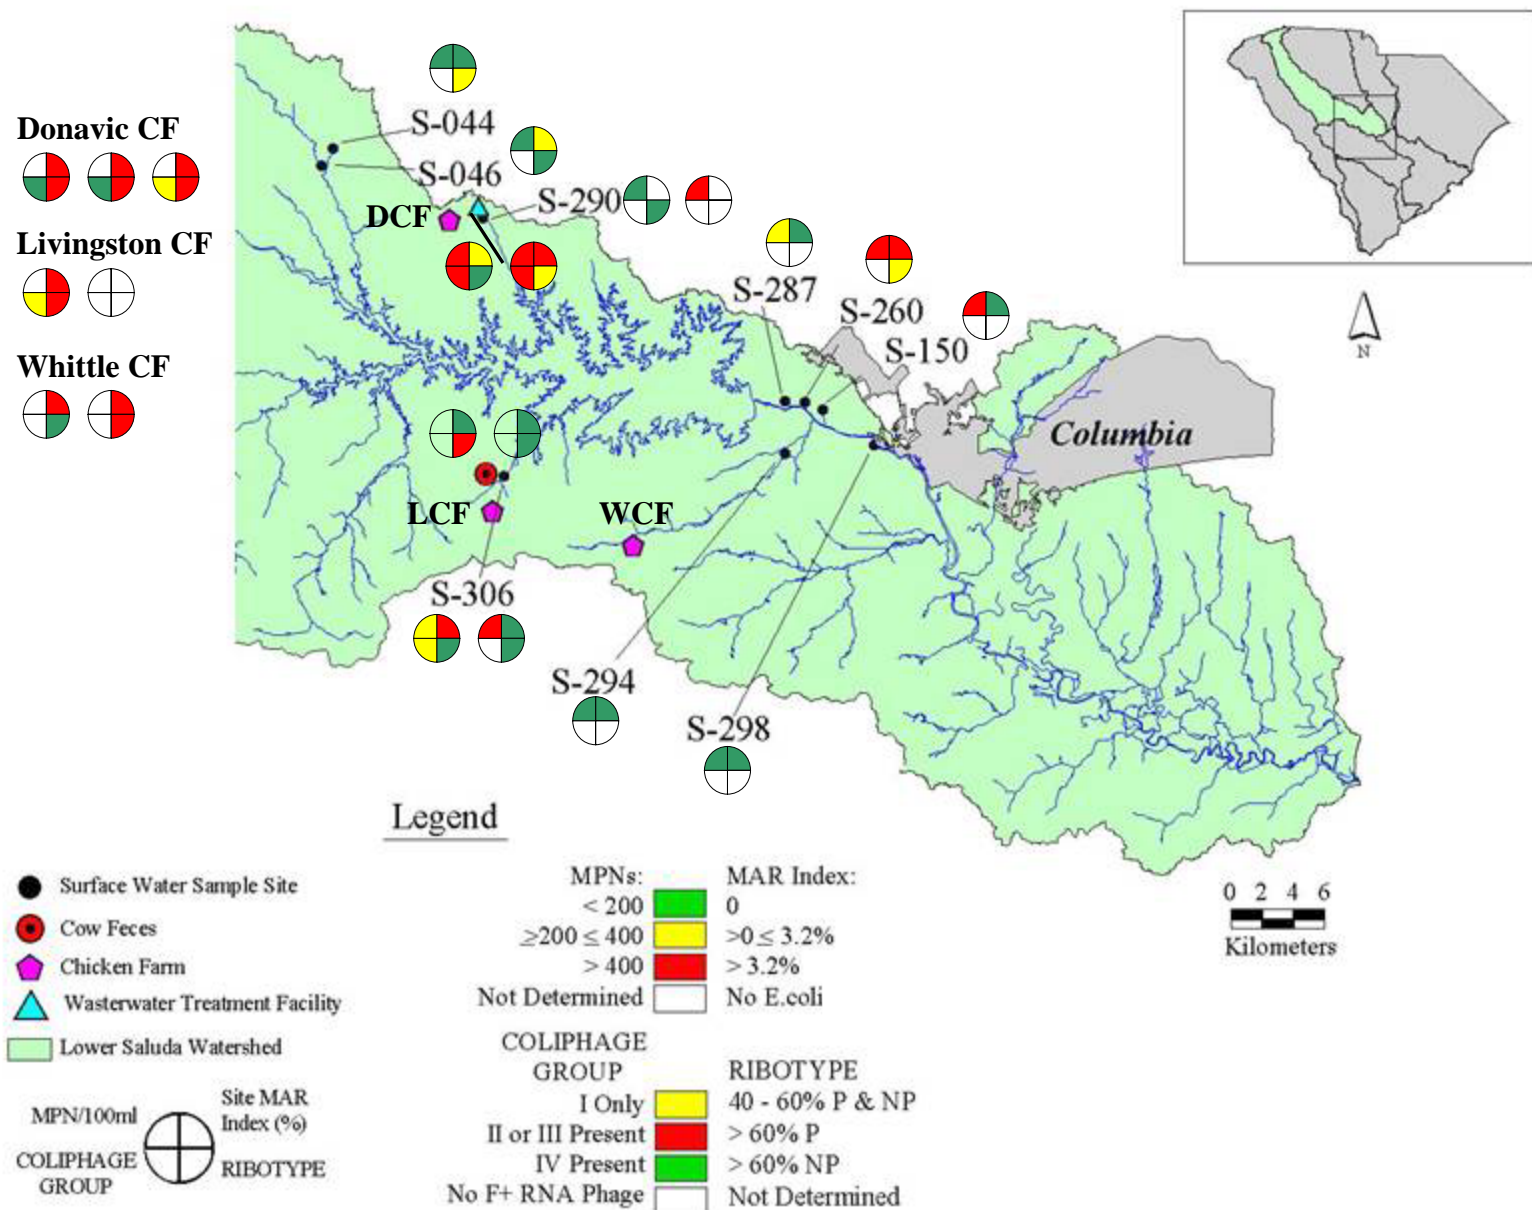 S-044
Donavic CF
S-046
S-290
DCF
Livingston CF
S-287
S-260
S-150
N
Whittle CF
Columbia
LCF
WCF
S-306
S-294
S-298
Legend
Surface Water Sample Site
Cow Feces
Chicken Farm
Wasterwater Treatment Facility
Lower Saluda Watershed
MPN/100ml
Site MAR
Index (%)
COLIPHAGE
GROUP
RIBOTYPE
MPNs: MAR Index:
< 200 0
≥200 ≤ 400 >0 ≤ 3.2%
> 400 > 3.2%
Not Determined No E.coli
COLIPHAGE
GROUP RIBOTYPE
I Only 40 - 60% P & NP
II or III Present > 60% P
IV Present > 60% NP
No F+ RNA Phage Not Determined
0 2 4 6
Kilometers